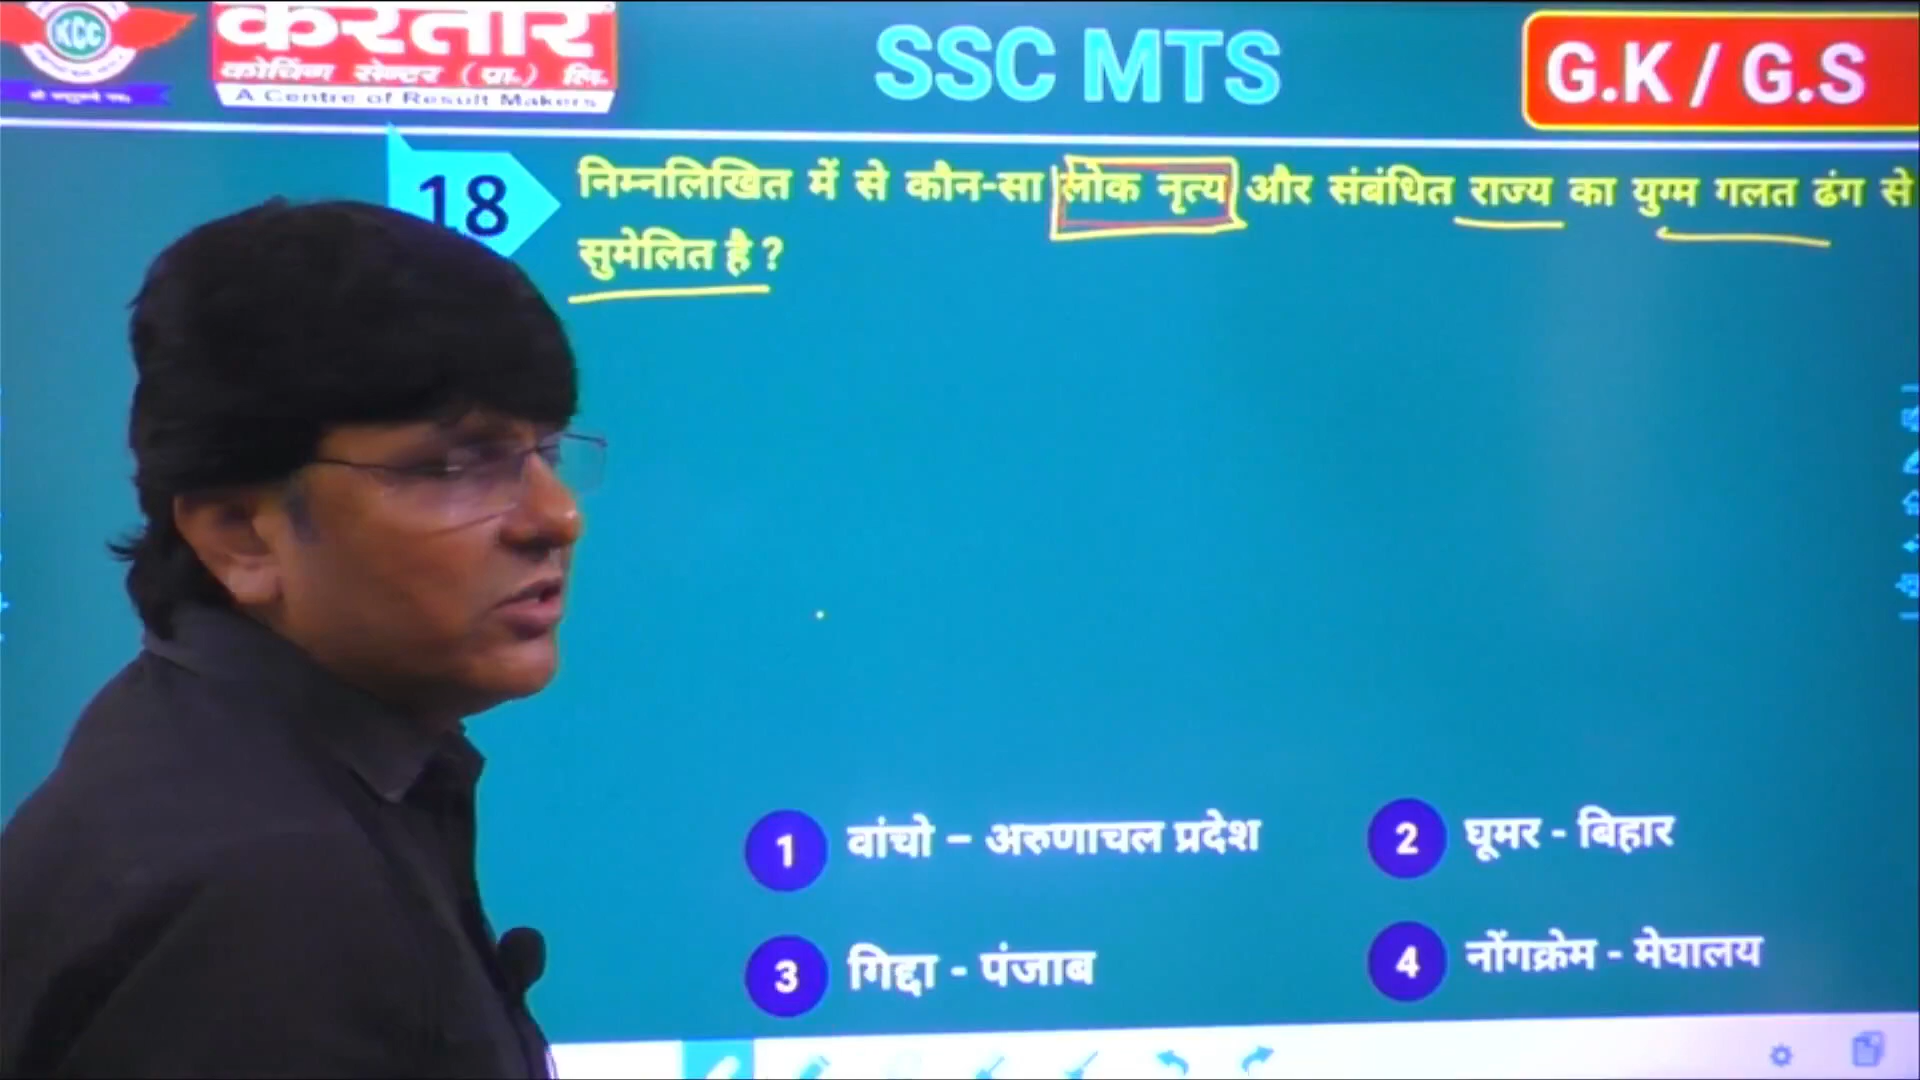 KCC
करतार
कोचिंग सेन्टर (प्रा.) लि.
A Centre of Result Makers
SSC MTS
G.K / G.S
18
निम्नलिखित में से कौन-सा लोक नृत्य और संबंधित राज्य का युग्म गलत ढंग से
सुमेलित है ?
1 वांचो – अरुणाचल प्रदेश
2 घूमर - बिहार
3 गिद्दा - पंजाब
4 नोंगक्रेम - मेघालय